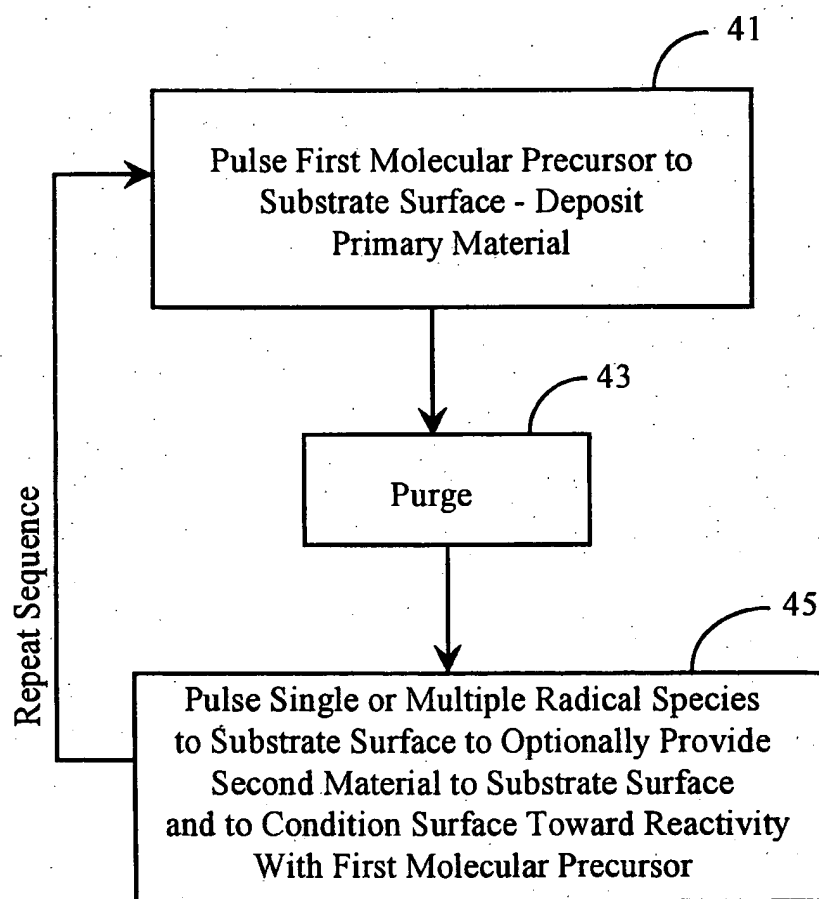 41
Pulse First Molecular Precursor to
Substrate Surface - Deposit
Primary Material
43
Purge
Repeat Sequence
45
Pulse Single or Multiple Radical Species
to Substrate Surface to Optionally Provide
Second Material to Substrate Surface
and to Condition Surface Toward Reactivity
With First Molecular Precursor